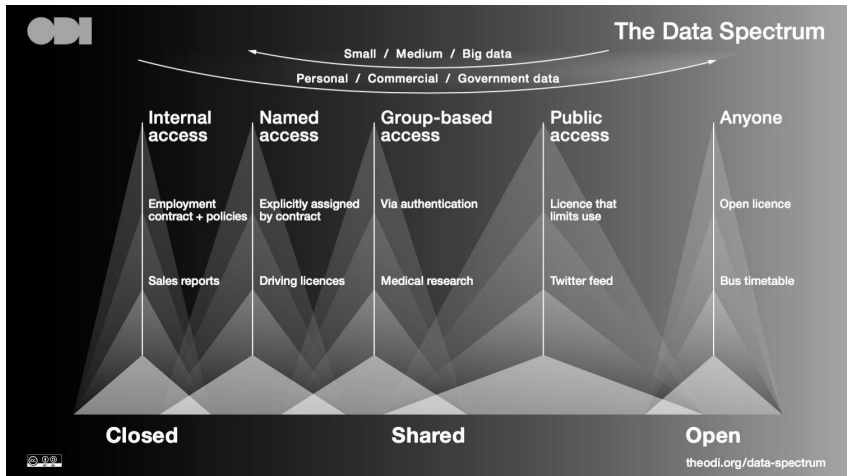 ODI
The Data Spectrum
Small / Medium / Big data
Personal / Commercial / Government data
Internal
access
Named
access
Group-based
access
Public
access
Anyone
Employment
contract + policies
Explicitly assigned
by contract
Via authentication
Licence that
limits use
Open licence
Sales reports
Driving licences
Medical research
Twitter feed
Bus timetable
Closed
Shared
Open
theodi.org/data-spectrum